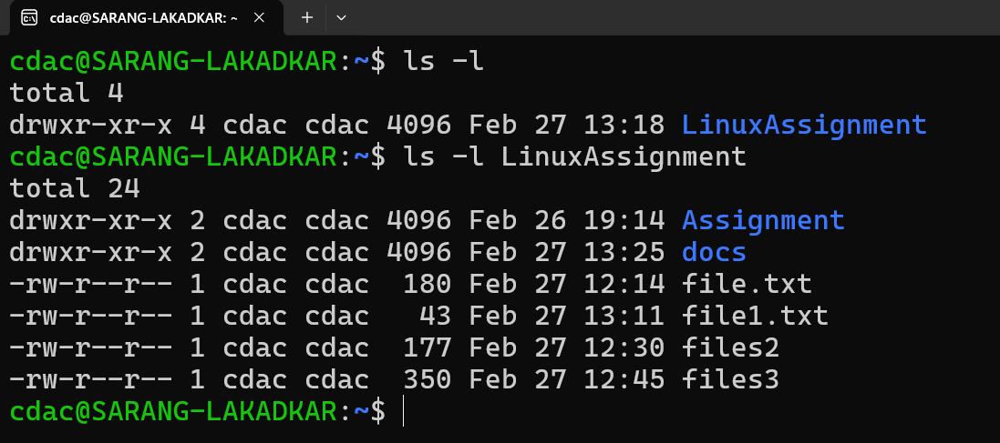 cdac@SARANG-LAKADKAR: ~
cdac@SARANG-LAKADKAR:~$ ls -l
total 4
drwxr-xr-x 4 cdac cdac 4096 Feb 27 13:18 LinuxAssignment
cdac@SARANG-LAKADKAR:~$ ls -l LinuxAssignment
total 24
drwxr-xr-x 2 cdac cdac 4096 Feb 26 19:14 Assignment
drwxr-xr-x 2 cdac cdac 4096 Feb 27 13:25 docs
-rw-r--r-- 1 cdac cdac  180 Feb 27 12:14 file.txt
-rw-r--r-- 1 cdac cdac   43 Feb 27 13:11 file1.txt
-rw-r--r-- 1 cdac cdac  177 Feb 27 12:30 files2
-rw-r--r-- 1 cdac cdac  350 Feb 27 12:45 files3
cdac@SARANG-LAKADKAR:~$